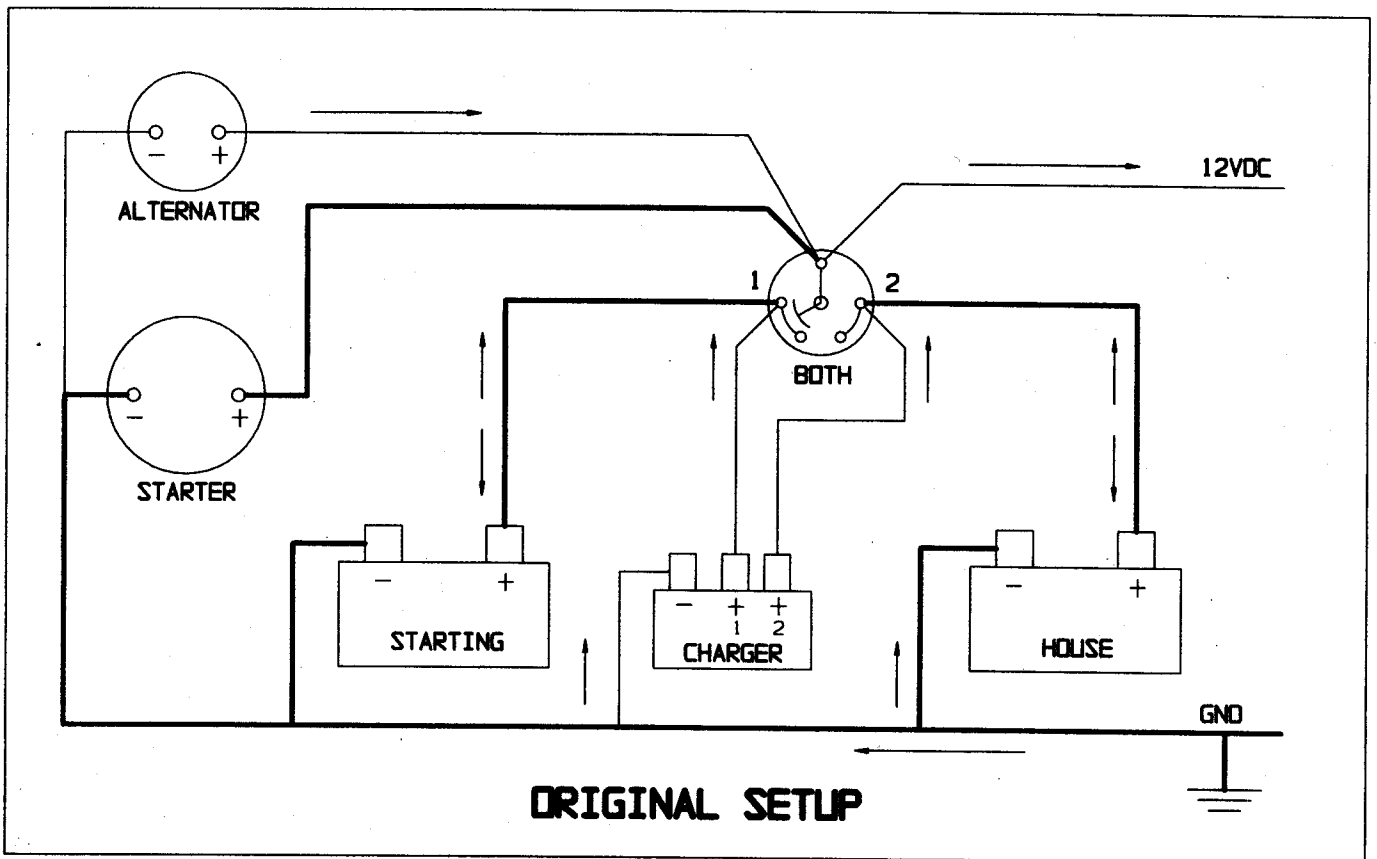 12VDC
- +
ALTERNATOR
1
2
BOTH
- +
STARTER
- +
STARTING
- + +
1 2
CHARGER
- +
HOUSE
GND
ORIGINAL SETUP